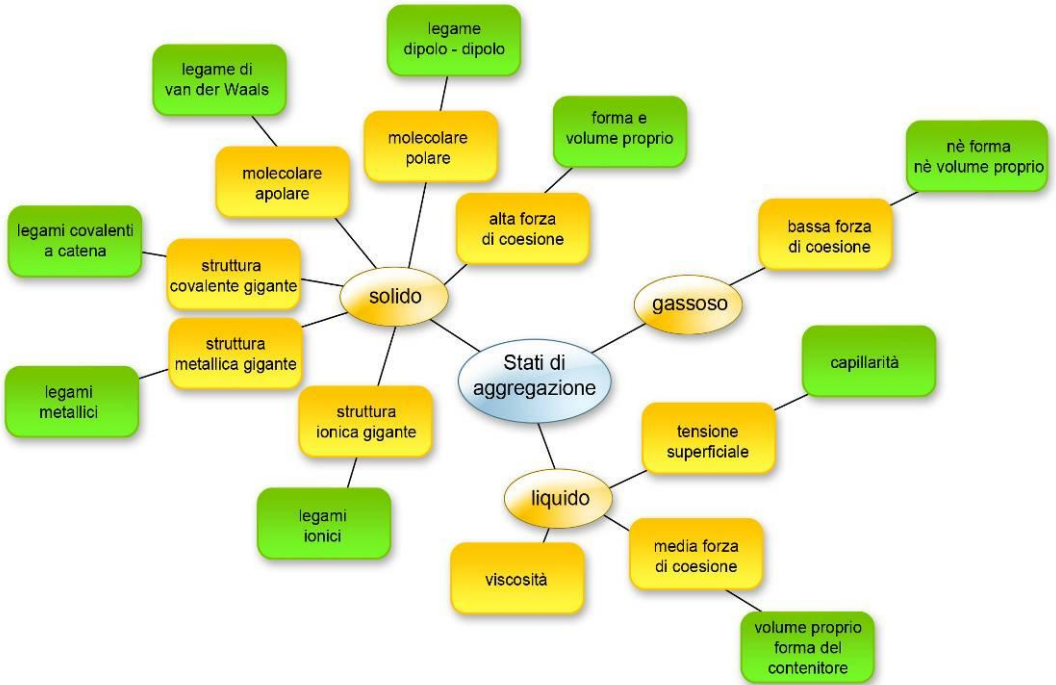 legame
dipolo - dipolo
legame di
van der Waals
forma e
volume proprio
molecolare
polare
nè forma
nè volume proprio
molecolare
apolare
alta forza
di coesione
bassa forza
di coesione
legami covalenti
a catena
struttura
covalente gigante
solido
gassoso
struttura
metallica gigante
Stati di
aggregazione
capillarità
legami
metallici
struttura
ionica gigante
tensione
superficiale
liquido
legami
ionici
media forza
di coesione
viscosità
volume proprio
forma del
contenitore